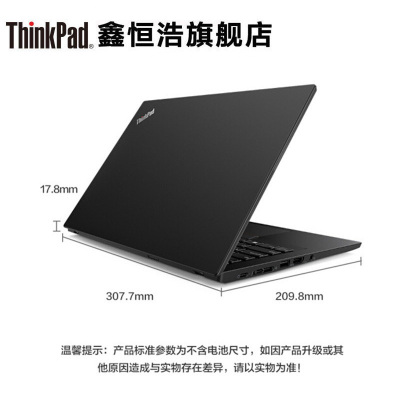 ThinkPad® 鑫恒浩旗舰店
ThinkPad
17.8mm
307.7mm
209.8mm
温馨提示：产品标准参数为不含电池尺寸，如因产品升级或其
他原因造成与实物存在差异，请以实物为准！